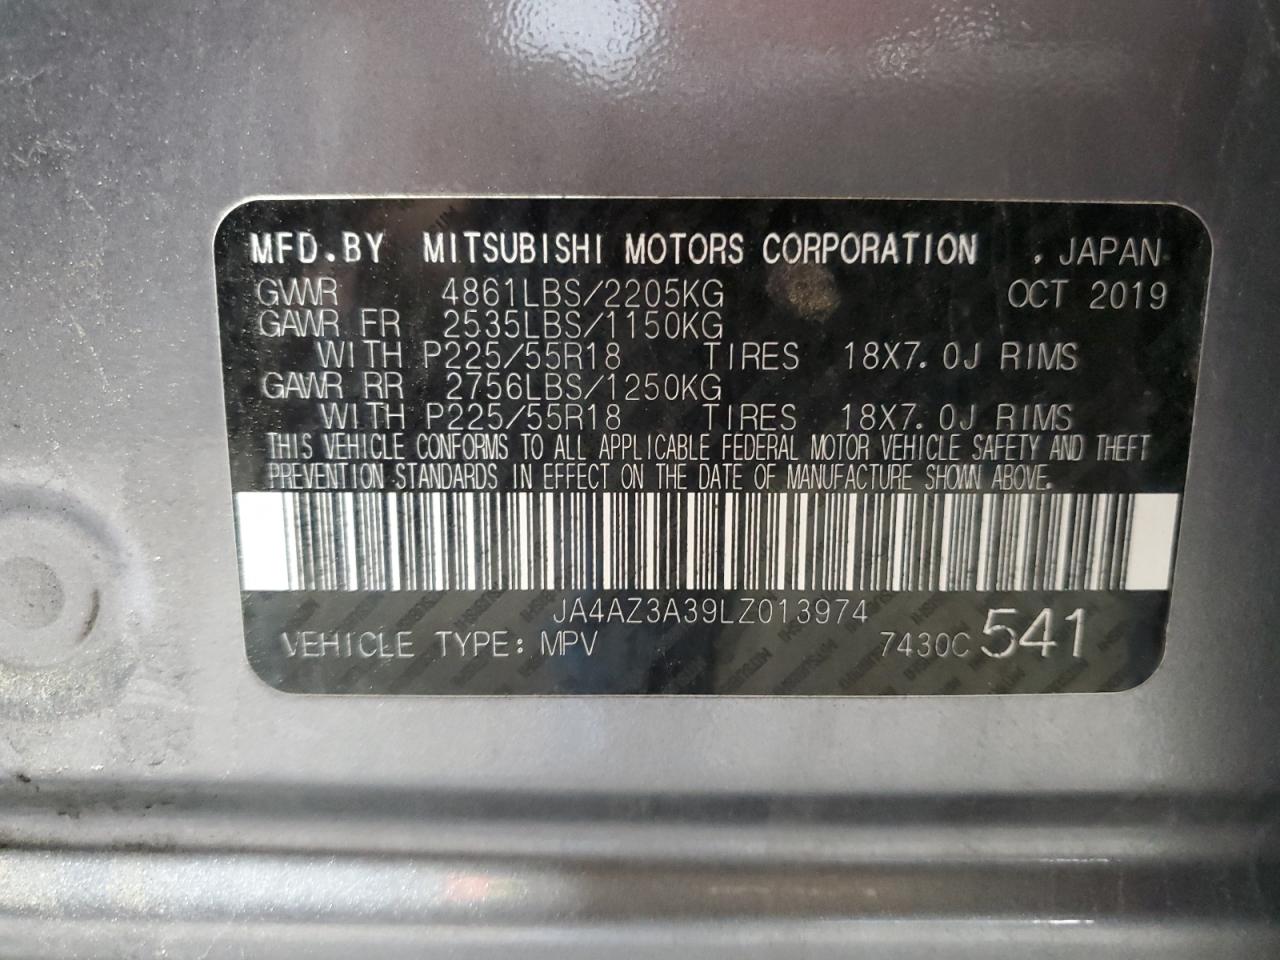 MFD.BY MITSUBISHI MOTORS CORPORATION , JAPAN
GVWR 4861LBS/2205KG OCT 2019
GAWR FR 2535LBS/1150KG
WITH P225/55R18 TIRES 18X7.0J RIMS
GAWR RR 2756LBS/1250KG
WITH P225/55R18 TIRES 18X7.0J RIMS
THIS VEHICLE CONFORMS TO ALL APPLICABLE FEDERAL MOTOR VEHICLE SAFETY AND THEFT
PREVENTION STANDARDS IN EFFECT ON THE DATE OF MANUFACTURE SHOWN ABOVE.
JA4AZ3A39LZ013974
VEHICLE TYPE: MPV 7430C 541